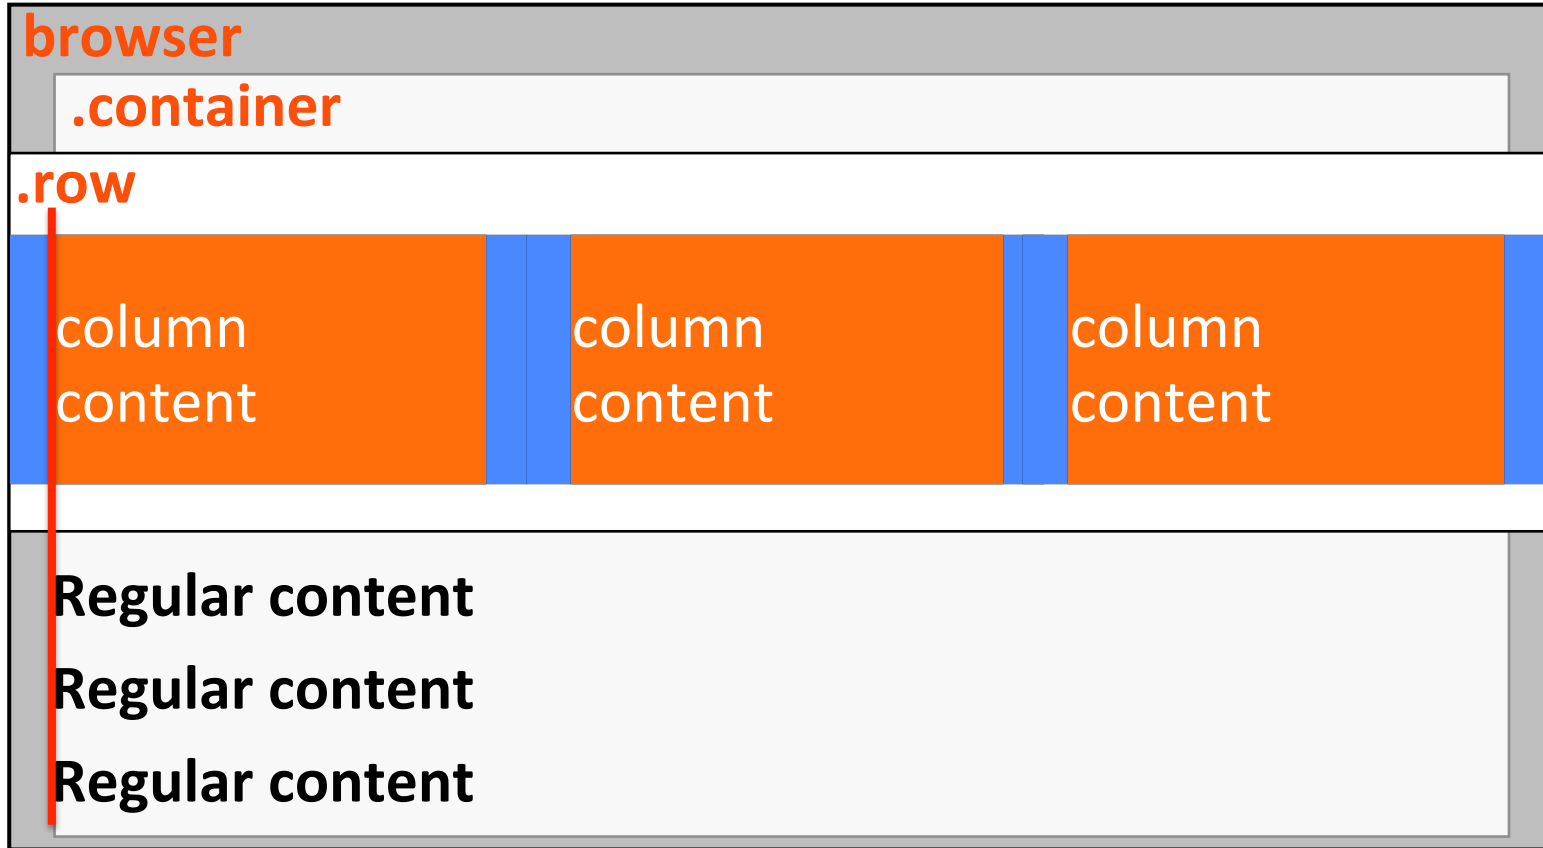 browser
.container
.row
column
content
column
content
column
content
Regular content
Regular content
Regular content